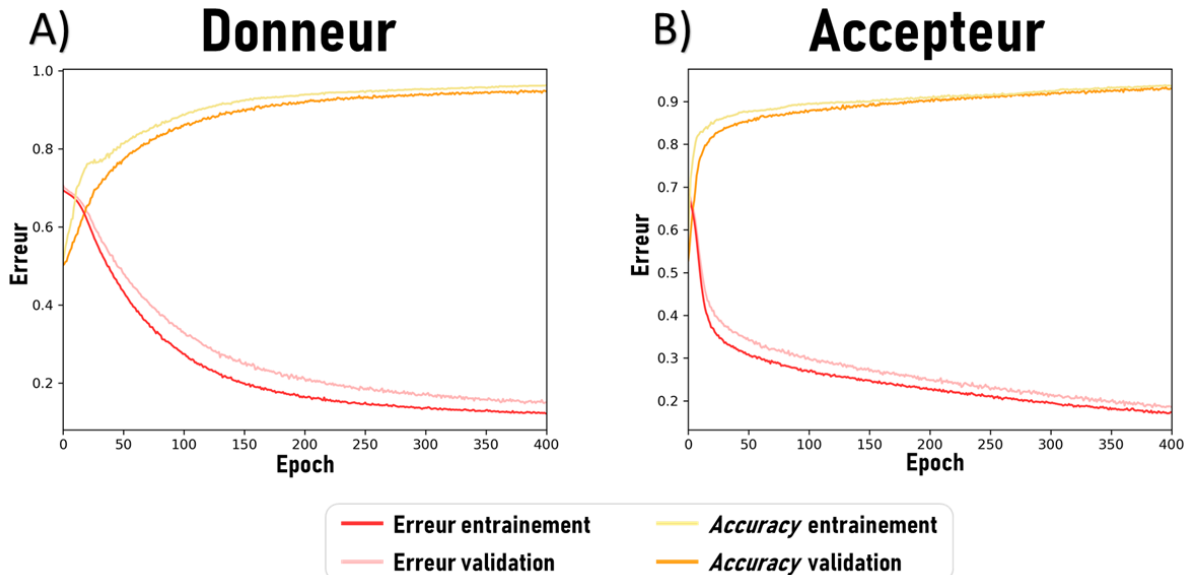 A) Donneur
1.0
0.8
0.6
0.4
0.2
Erreur
0 50 100 150 200 250 300 350 400
Epoch
B) Accepteur
0.9
0.8
0.7
0.6
0.5
0.4
0.3
0.2
Erreur
0 50 100 150 200 250 300 350 400
Epoch
Erreur entrainement
Accuracy entrainement
Erreur validation
Accuracy validation